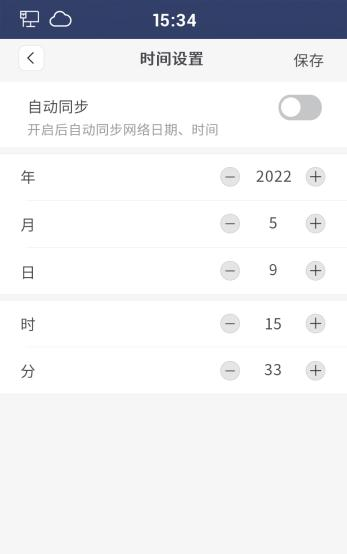 15:34
时间设置
保存
自动同步
开启后自动同步网络日期、时间
年 2022
月 5
日 9
时 15
分 33